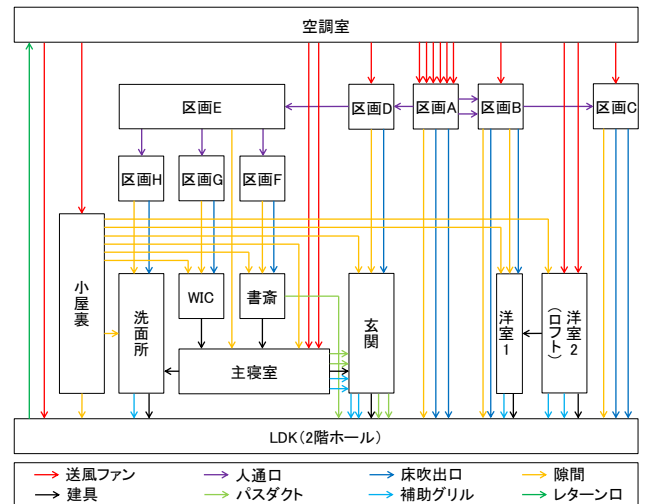 空調室
区画E
区画D
区画A
区画B
区画C
区画H
区画G
区画F
小屋裏
洗面所
WIC
書斎
玄関
洋室1
洋室2
(ロフト)
主寝室
LDK(2階ホール)
送風ファン
人通口
床吹出口
隙間
建具
パスダクト
補助グリル
レターン口